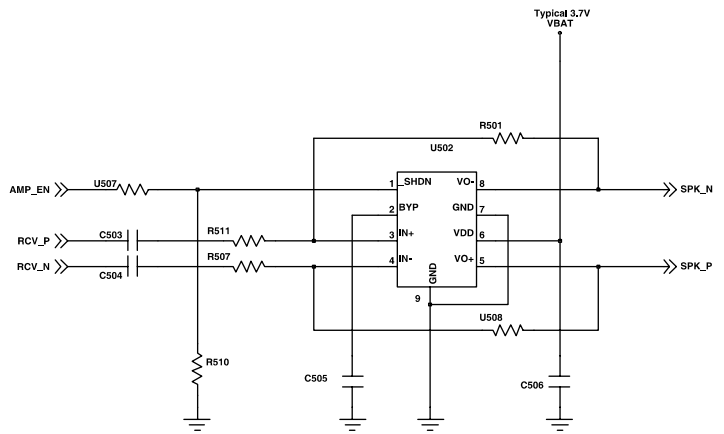 Typical 3.7V
VBAT
R501
U502
AMP_EN
U507
1
_SHDN
VO-
8
SPK_N
2
BYP
GND
7
RCV_P
C503
R511
3
IN+
VDD
6
RCV_N
C504
R507
4
IN-
VO+
5
SPK_P
GND
9
U508
R510
C505
C506